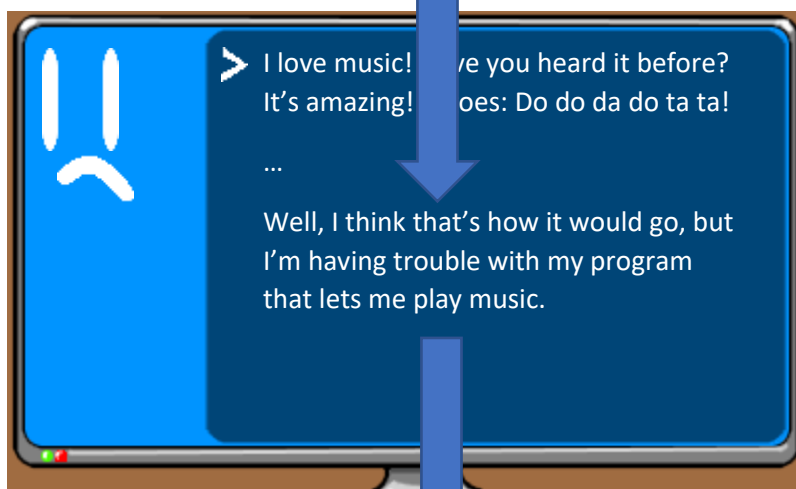 > I love music! ve you heard it before?
It’s amazing! oes: Do do da do ta ta!
…
Well, I think that’s how it would go, but
I’m having trouble with my program
that lets me play music.